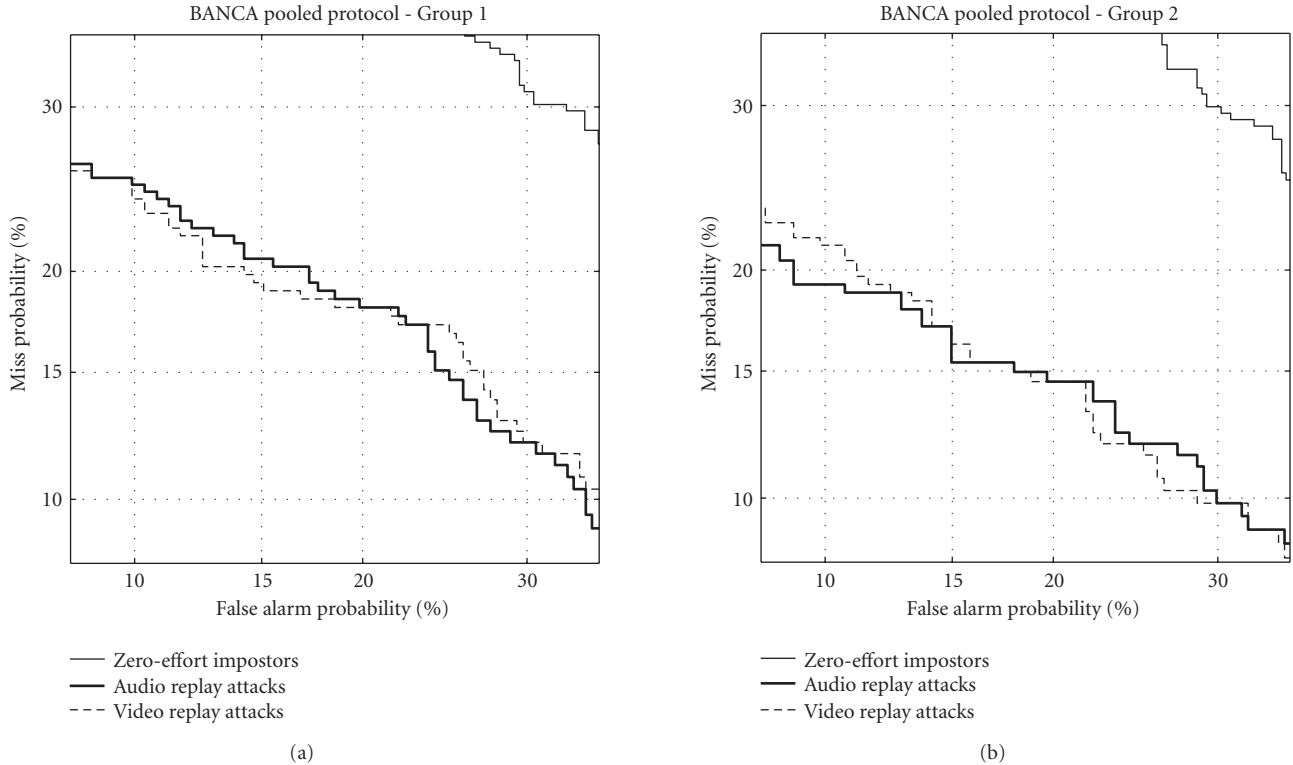 BANCA pooled protocol - Group 1
30
20
15
10
Miss probability (%)
10 15 20 30
False alarm probability (%)
Zero-effort impostors
Audio replay attacks
Video replay attacks
(a)
BANCA pooled protocol - Group 2
30
20
15
10
Miss probability (%)
10 15 20 30
False alarm probability (%)
Zero-effort impostors
Audio replay attacks
Video replay attacks
(b)